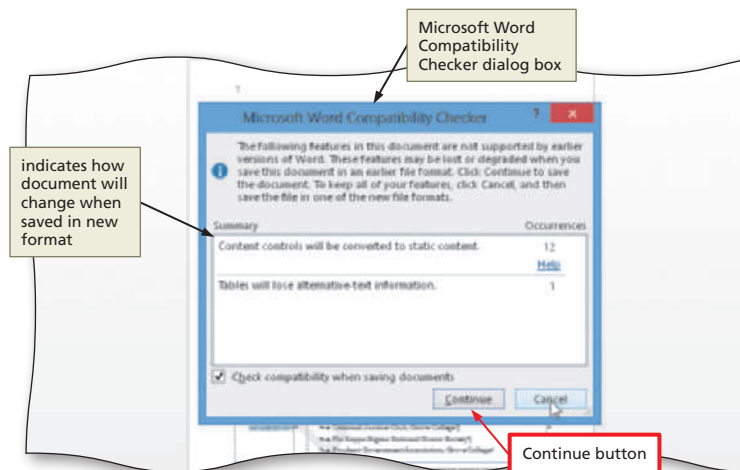 Microsoft Word
Compatibility
Checker dialog box
Microsoft Word Compatibility Checker
?
The following features in this document are not supported by earlier
versions of Word. These features may be lost or degraded when you
save this document in an earlier file format. Click Continue to save
the document. To keep all of your features, click Cancel, and then
save the file in one of the new file formats.
indicates how
document will
change when
saved in new
format
Summary Occurrences
Content controls will be converted to static content. 12
Help
Tables will lose alternative-text information. 1
Check compatibility when saving documents
Continue Cancel
Continue button